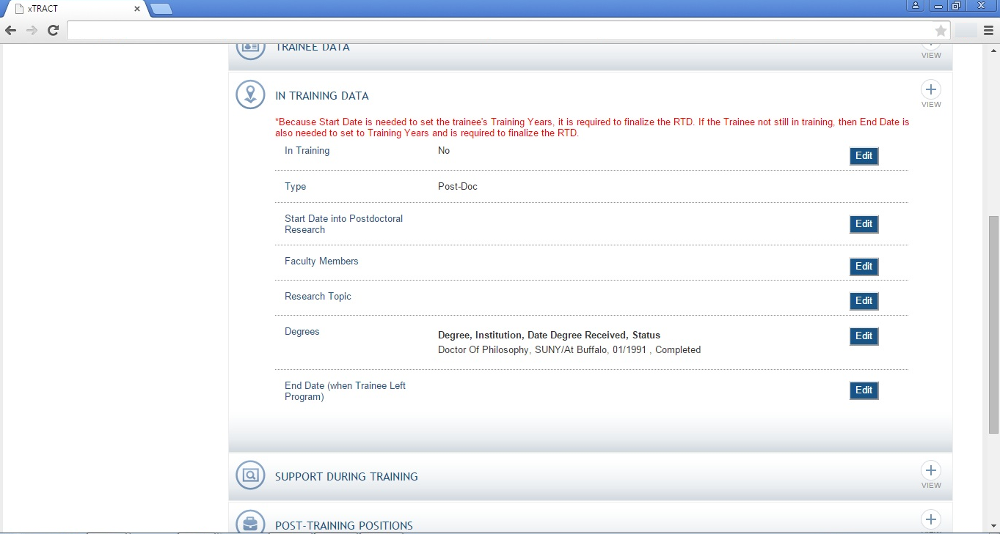 xTRACT
TRAINEE DATA
VIEW
IN TRAINING DATA
VIEW
*Because Start Date is needed to set the trainee's Training Years, it is required to finalize the RTD. If the Trainee not still in training, then End Date is
also needed to set to Training Years and is required to finalize the RTD.
In Training No Edit
Type Post-Doc
Start Date into Postdoctoral
Research
Edit
Faculty Members Edit
Research Topic Edit
Degrees Degree, Institution, Date Degree Received, Status Edit
Doctor Of Philosophy, SUNY/At Buffalo, 01/1991 , Completed
End Date (when Trainee Left
Program)
Edit
SUPPORT DURING TRAINING
VIEW
POST-TRAINING POSITIONS